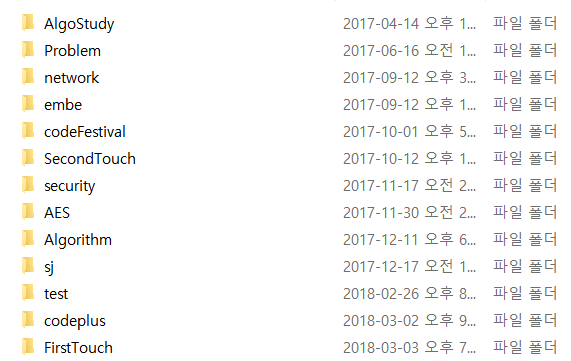 AlgoStudy 2017-04-14 오후 1... 파일 폴더
Problem 2017-06-16 오전 1... 파일 폴더
network 2017-09-12 오후 3... 파일 폴더
embe 2017-09-12 오후 1... 파일 폴더
codeFestival 2017-10-01 오후 5... 파일 폴더
SecondTouch 2017-10-12 오후 1... 파일 폴더
security 2017-11-17 오전 2... 파일 폴더
AES 2017-11-30 오전 2... 파일 폴더
Algorithm 2017-12-11 오후 6... 파일 폴더
sj 2017-12-17 오전 1... 파일 폴더
test 2018-02-26 오후 8... 파일 폴더
codeplus 2018-03-02 오후 9... 파일 폴더
FirstTouch 2018-03-03 오후 7... 파일 폴더